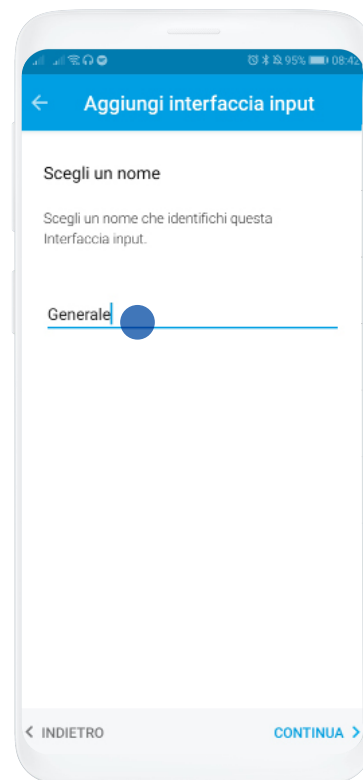 95% 08:42
Aggiungi interfaccia input
Scegli un nome
Scegli un nome che identifichi questa
Interfaccia input.
Generale
INDIETRO CONTINUA